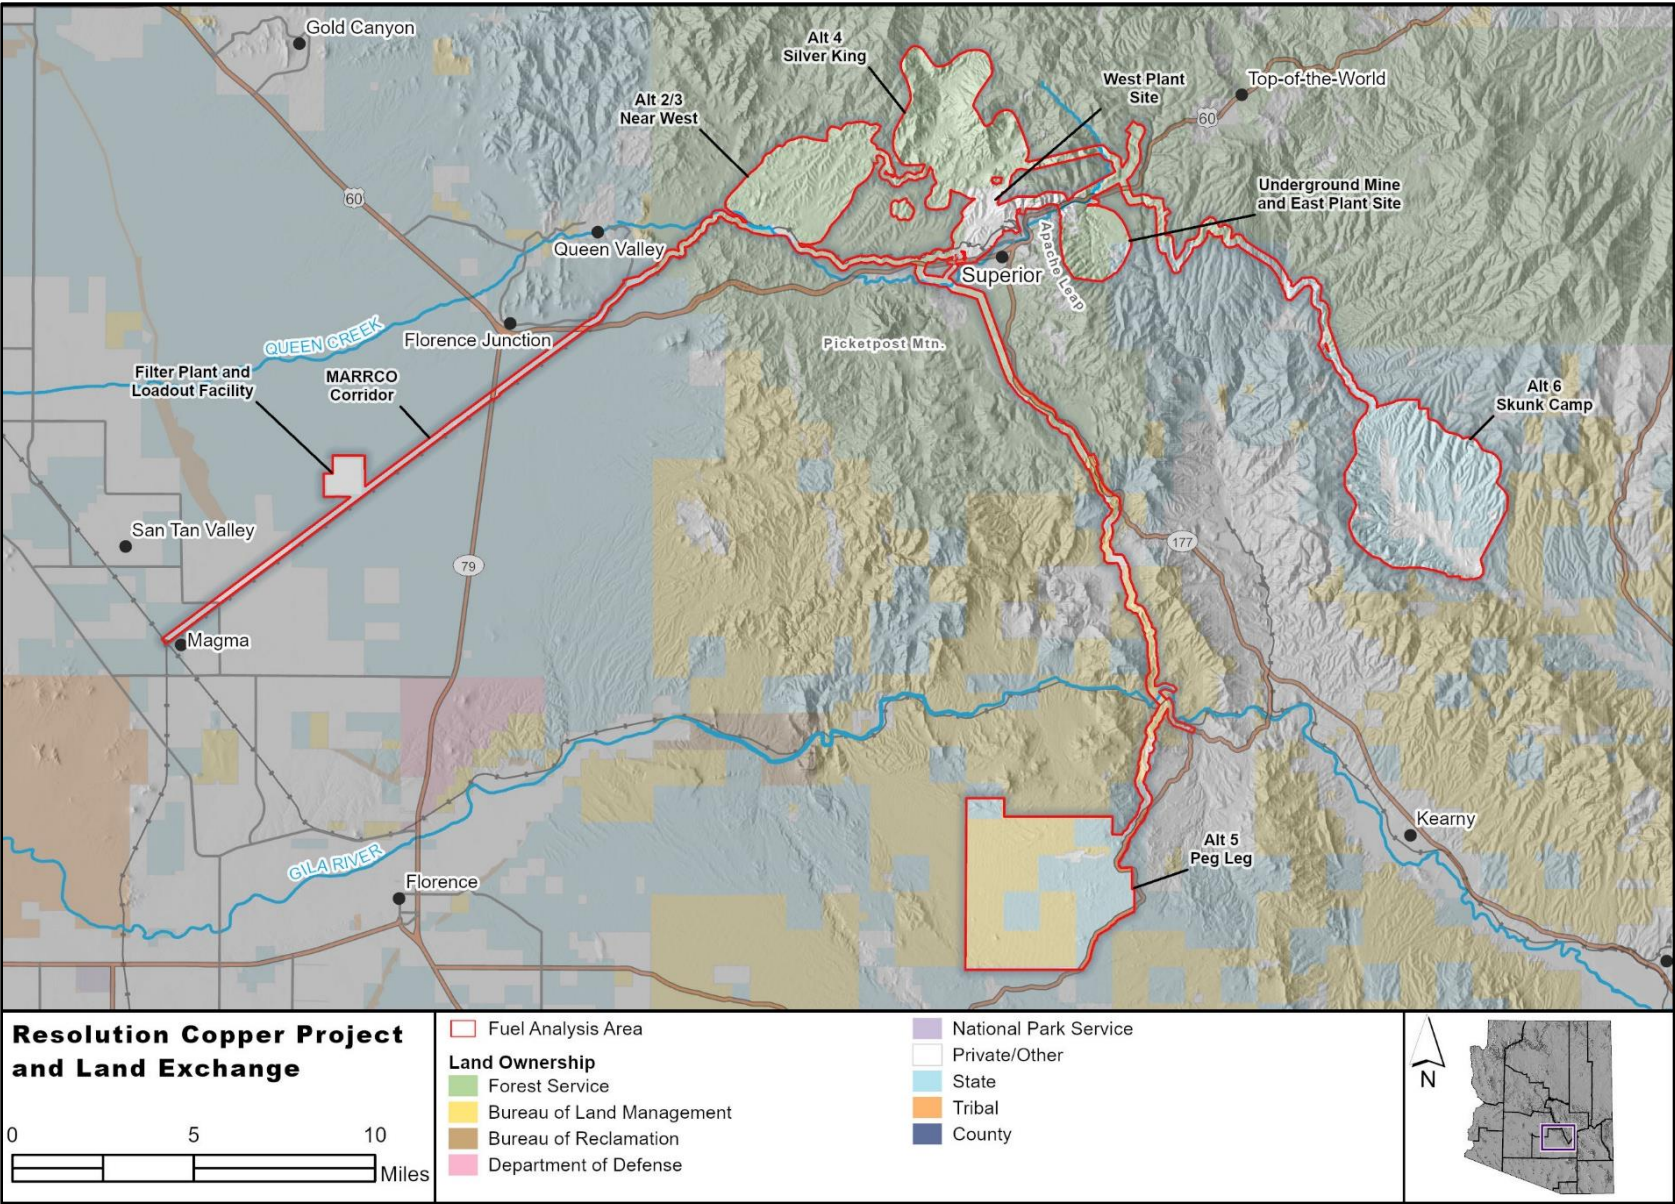 Gold Canyon
Alt 4
Silver King
West Plant
Site
Top-of-the-World
60
Alt 2/3
Near West
Underground Mine
and East Plant Site
60
Queen Valley
Superior
Apache Leap
Florence Junction
QUEEN CREEK
Picketpost Mtn.
Filter Plant and
Loadout Facility
MARRCO
Corridor
Alt 6
Skunk Camp
San Tan Valley
79
177
Magma
Kearny
Alt 5
Peg Leg
GILA RIVER
Florence
Resolution Copper Project
and Land Exchange
0 5 10
Miles
Fuel Analysis Area
Land Ownership
Forest Service
Bureau of Land Management
Bureau of Reclamation
Department of Defense
National Park Service
Private/Other
State
Tribal
County
N